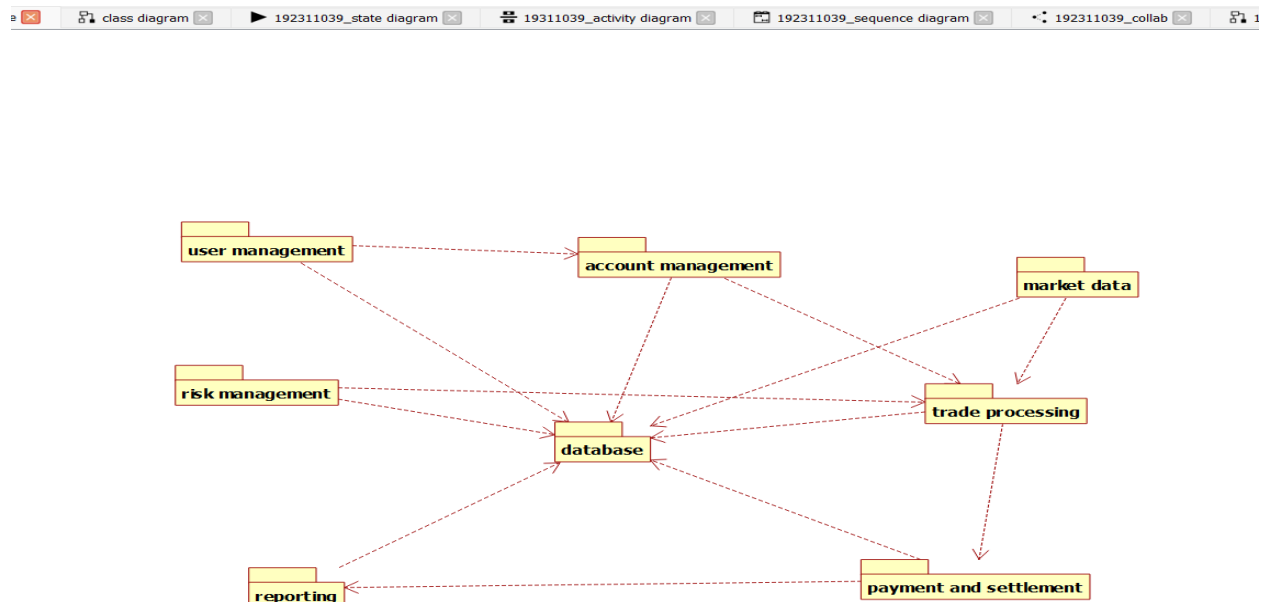 e
class diagram
192311039_state diagram
19311039_activity diagram
192311039_sequence diagram
192311039_collab
1
user management
account management
market data
risk management
trade processing
database
payment and settlement
reporting